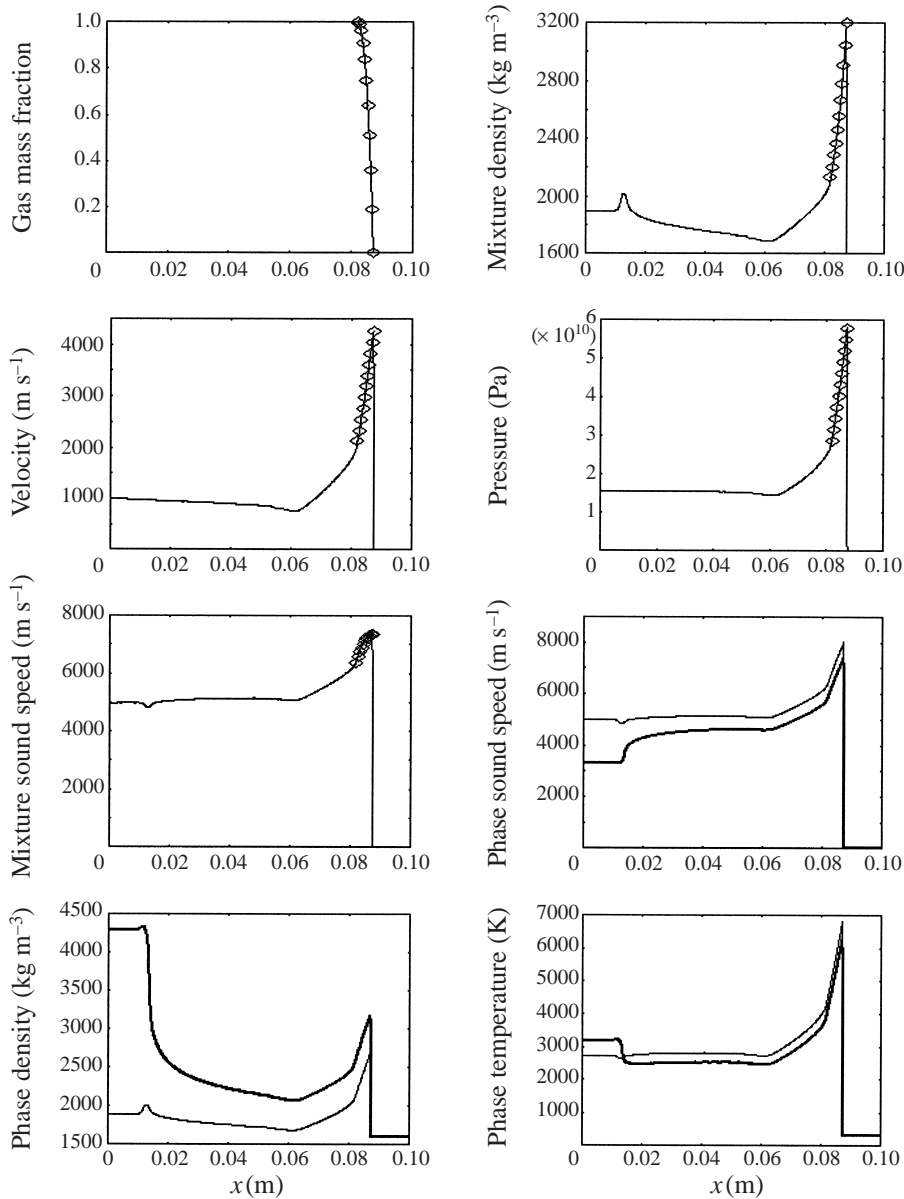 Gas mass fraction
1.0
0.8
0.6
0.4
0.2
0 0.02 0.04 0.06 0.08 0.10
Mixture density (kg m⁻³)
3200
2800
2400
2000
1600
0 0.02 0.04 0.06 0.08 0.10
Velocity (m s⁻¹)
4000
3000
2000
1000
0 0.02 0.04 0.06 0.08 0.10
Pressure (Pa)
6
(× 10¹⁰)
5
4
3
2
1
0 0.02 0.04 0.06 0.08 0.10
Mixture sound speed (m s⁻¹)
8000
6000
4000
2000
0 0.02 0.04 0.06 0.08 0.10
Phase sound speed (m s⁻¹)
8000
6000
4000
2000
0 0.02 0.04 0.06 0.08 0.10
Phase density (kg m⁻³)
4500
4000
3500
3000
2500
2000
1500
0 0.02 0.04 0.06 0.08 0.10
x (m)
Phase temperature (K)
7000
6000
5000
4000
3000
2000
1000
0 0.02 0.04 0.06 0.08 0.10
x (m)